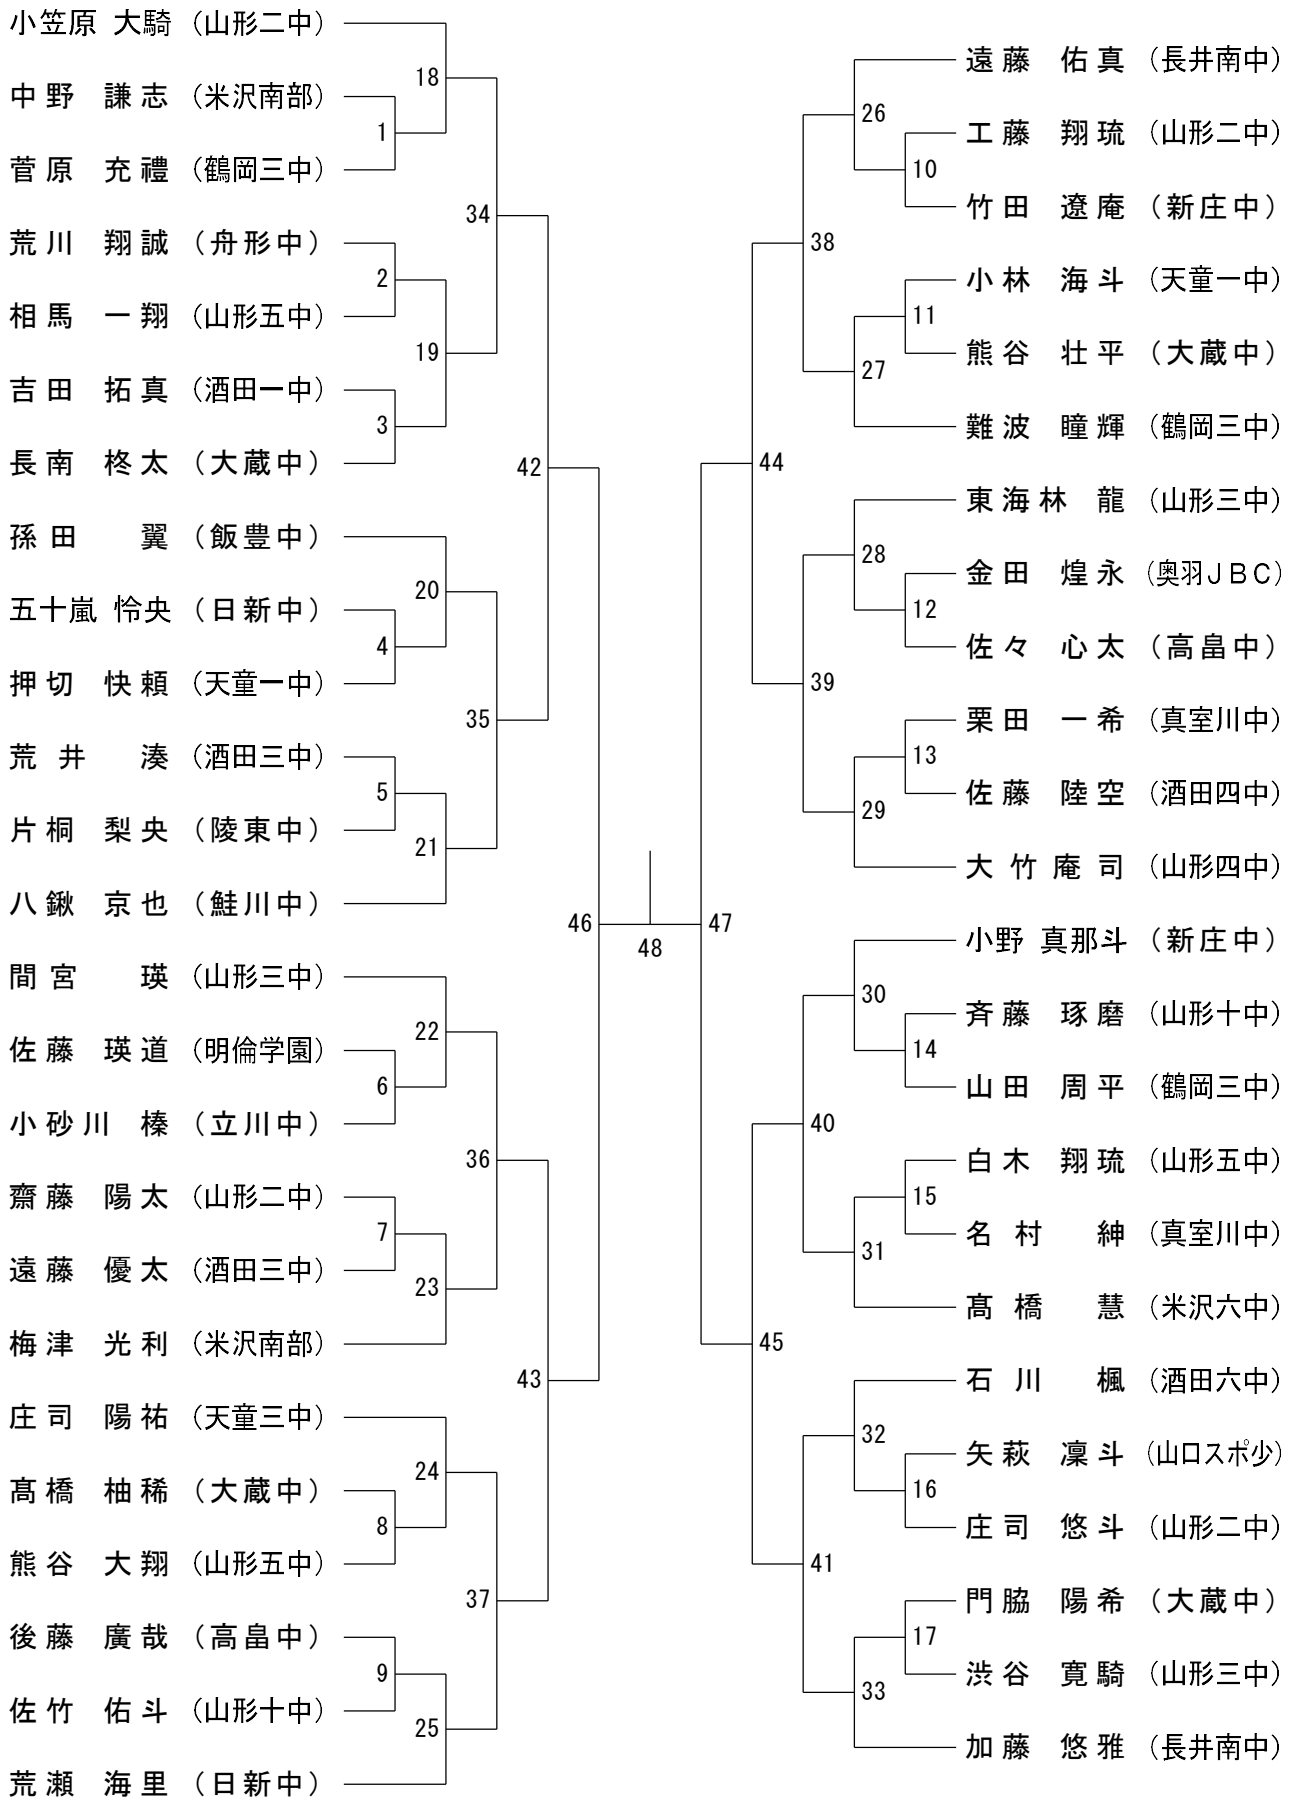 小笠原 大騎 (山形二中)
中野 謙志 (米沢南部)
菅原 充禮 (鶴岡三中)
荒川 翔誠 (舟形中)
相馬 一翔 (山形五中)
吉田 拓真 (酒田一中)
長南 柊太 (大蔵中)
孫田 翼 (飯豊中)
五十嵐 怜央 (日新中)
押切 快頼 (天童一中)
荒井 湊 (酒田三中)
片桐 梨央 (陵東中)
八鍬 京也 (鮭川中)
間宮 瑛 (山形三中)
佐藤 瑛道 (明倫学園)
小砂川 榛 (立川中)
齋藤 陽太 (山形二中)
遠藤 優太 (酒田三中)
梅津 光利 (米沢南部)
庄司 陽祐 (天童三中)
髙橋 柚稀 (大蔵中)
熊谷 大翔 (山形五中)
後藤 廣哉 (高畠中)
佐竹 佑斗 (山形十中)
荒瀬 海里 (日新中)
1
2
3
4
5
6
7
8
9
18
19
20
21
22
23
24
25
34
35
36
37
42
43
46
48
47
44
45
38
39
40
41
26
27
28
29
30
31
32
33
10
11
12
13
14
15
16
17
遠藤 佑真 (長井南中)
工藤 翔琉 (山形二中)
竹田 遼庵 (新庄中)
小林 海斗 (天童一中)
熊谷 壮平 (大蔵中)
難波 瞳輝 (鶴岡三中)
東海林 龍 (山形三中)
金田 煌永 (奥羽ＪＢＣ)
佐々 心太 (高畠中)
栗田 一希 (真室川中)
佐藤 陸空 (酒田四中)
大竹 庵司 (山形四中)
小野 真那斗 (新庄中)
斉藤 琢磨 (山形十中)
山田 周平 (鶴岡三中)
白木 翔琉 (山形五中)
名村 紳 (真室川中)
髙橋 慧 (米沢六中)
石川 楓 (酒田六中)
矢萩 凜斗 (山口スポ少)
庄司 悠斗 (山形二中)
門脇 陽希 (大蔵中)
渋谷 寛騎 (山形三中)
加藤 悠雅 (長井南中)